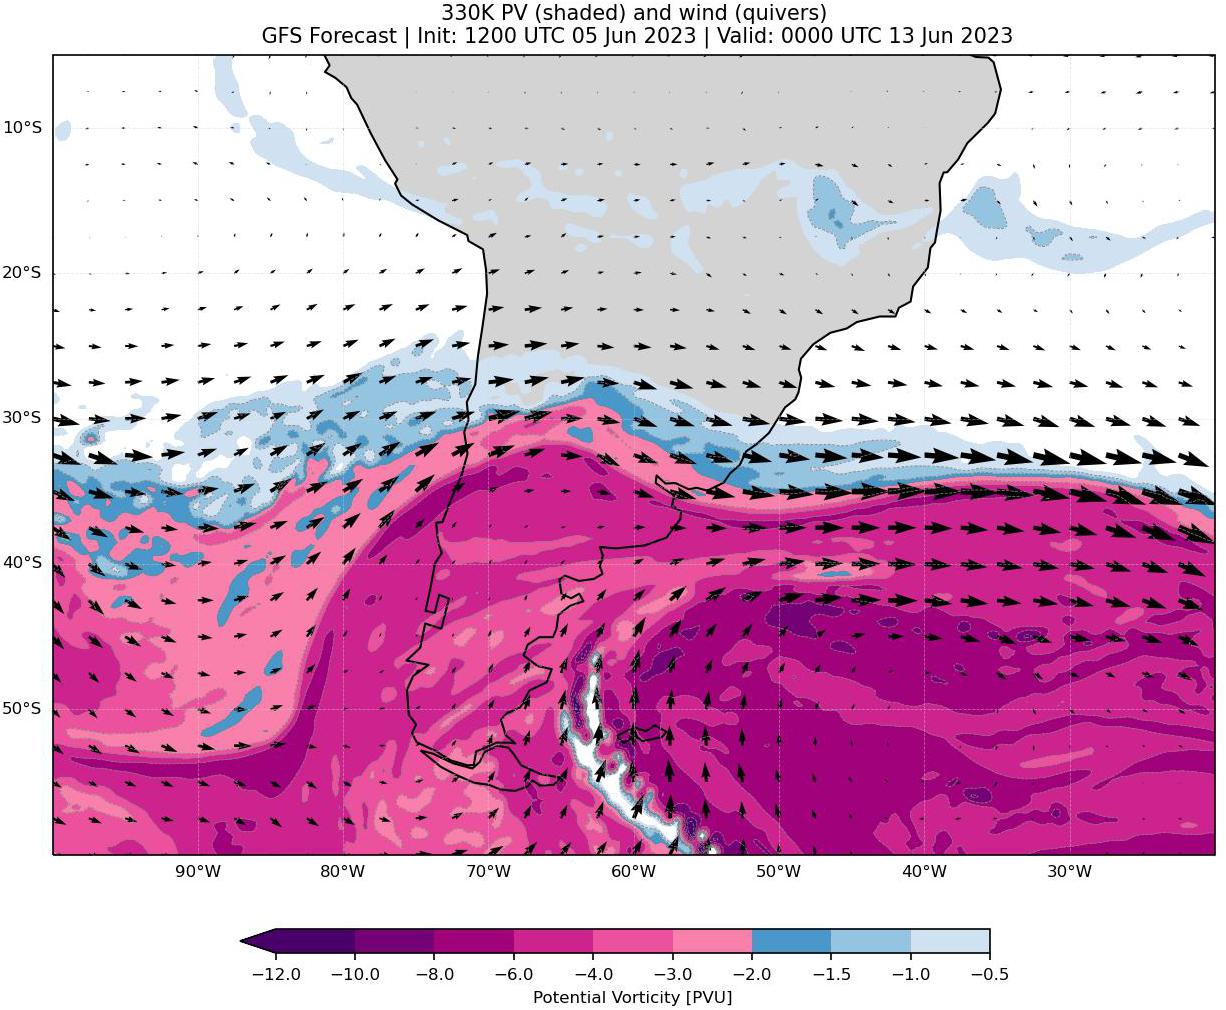 330K PV (shaded) and wind (quivers)
GFS Forecast | Init: 1200 UTC 05 Jun 2023 | Valid: 0000 UTC 13 Jun 2023
10°S
20°S
30°S
40°S
50°S
90°W 80°W 70°W 60°W 50°W 40°W 30°W
−12.0 −10.0 −8.0 −6.0 −4.0 −3.0 −2.0 −1.5 −1.0 −0.5
Potential Vorticity [PVU]